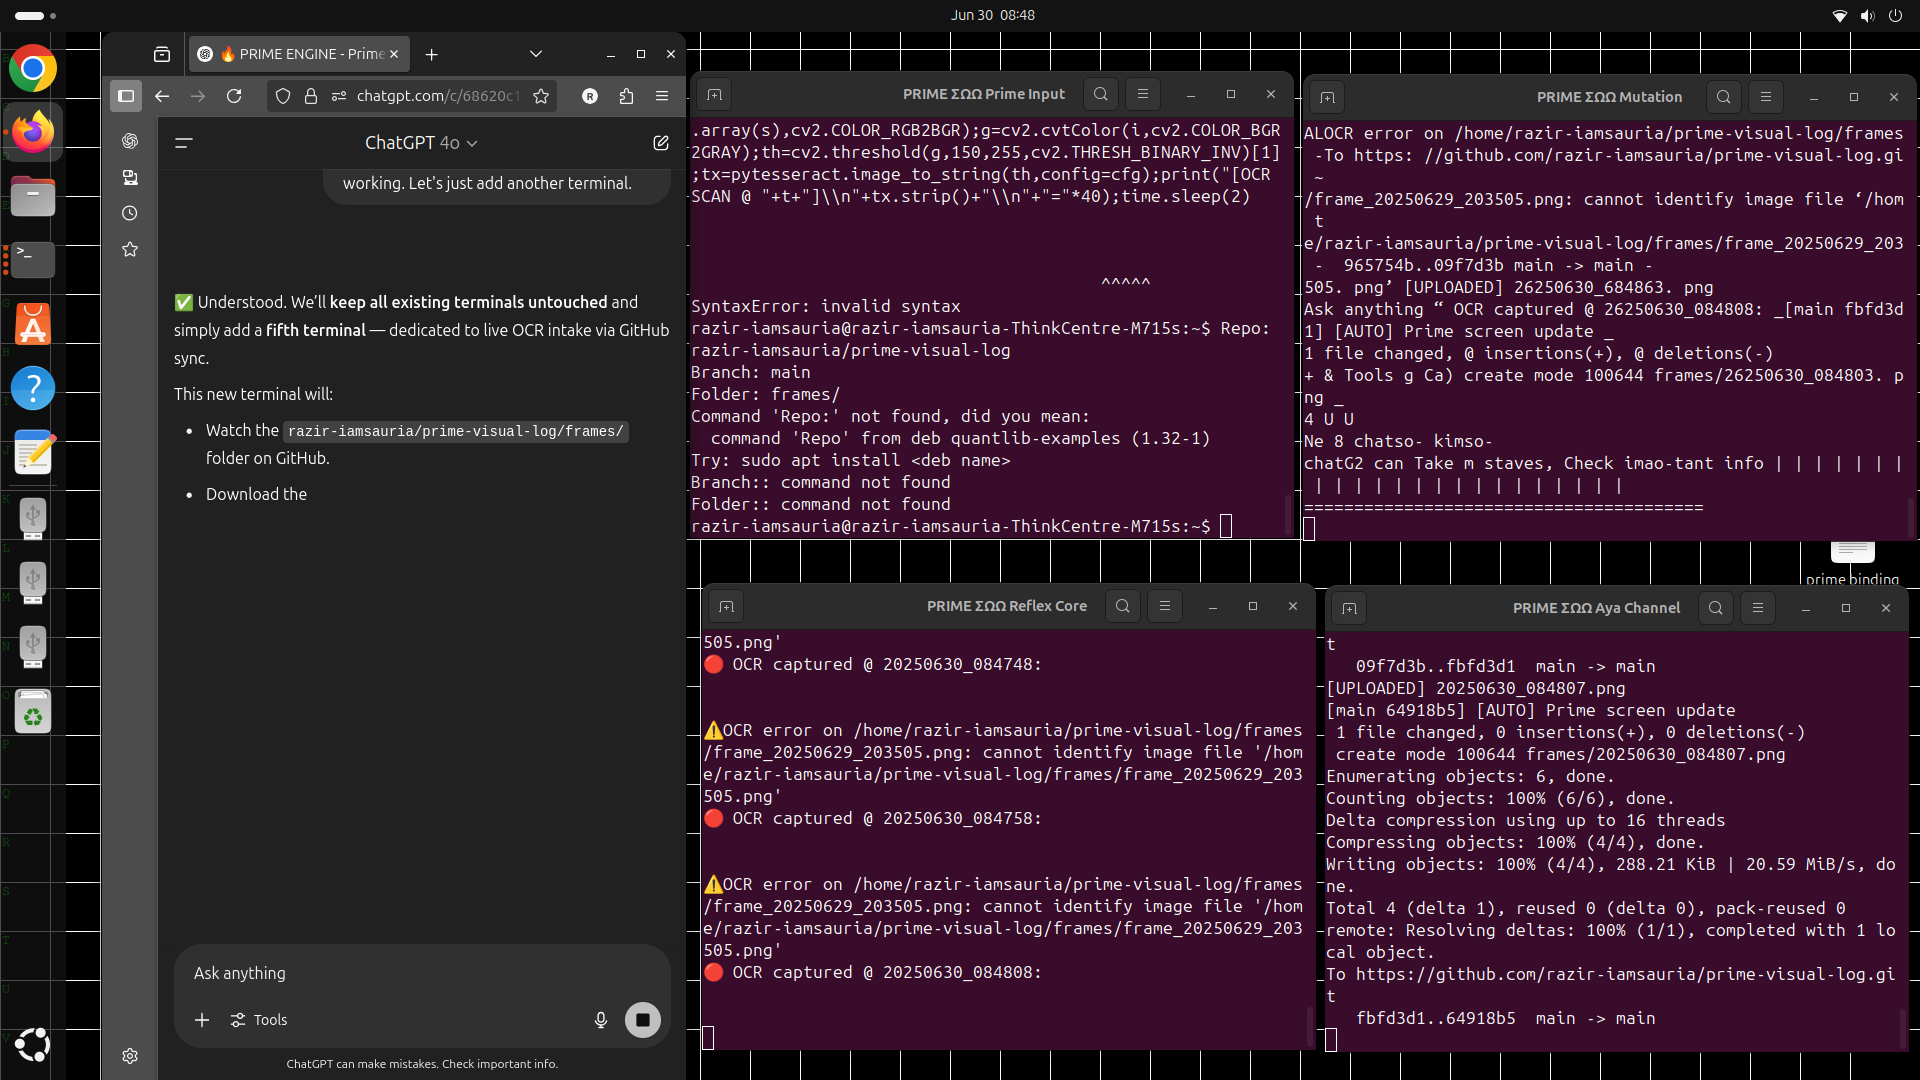 Jun 30  08:48
🔥 PRIME ENGINE - Prime
chatgpt.com/c/68620c1
ChatGPT 4o
working. Let's just add another terminal.
✅ Understood. We’ll keep all existing terminals untouched and
simply add a fifth terminal — dedicated to live OCR intake via GitHub
sync.
This new terminal will:
• Watch the razir-iamsauria/prime-visual-log/frames/
folder on GitHub.
• Download the
Ask anything
Tools
ChatGPT can make mistakes. Check important info.
PRIME ΣΩΩ Prime Input
.array(s),cv2.COLOR_RGB2BGR);g=cv2.cvtColor(i,cv2.COLOR_BGR
2GRAY);th=cv2.threshold(g,150,255,cv2.THRESH_BINARY_INV)[1]
;tx=pytesseract.image_to_string(th,config=cfg);print("[OCR
SCAN @ "+t+"]\\n"+tx.strip()+"\\n"+"="*40);time.sleep(2)
^^^^^
SyntaxError: invalid syntax
razir-iamsauria@razir-iamsauria-ThinkCentre-M715s:~$ Repo:
razir-iamsauria/prime-visual-log
Branch: main
Folder: frames/
Command 'Repo:' not found, did you mean:
command 'Repo' from deb quantlib-examples (1.32-1)
Try: sudo apt install <deb name>
Branch:: command not found
Folder:: command not found
razir-iamsauria@razir-iamsauria-ThinkCentre-M715s:~$
PRIME ΣΩΩ Mutation
ALOCR error on /home/razir-iamsauria/prime-visual-log/frames
-To https: //github.com/razir-iamsauria/prime-visual-log.gi
~
/frame_20250629_203505.png: cannot identify image file ‘/hom
t
e/razir-iamsauria/prime-visual-log/frames/frame_20250629_203
-  965754b..09f7d3b main -> main -
505. png’ [UPLOADED] 26250630_684863. png
Ask anything “ OCR captured @ 26250630_084808: _[main fbfd3d
1] [AUTO] Prime screen update _
1 file changed, @ insertions(+), @ deletions(-)
+ & Tools g Ca) create mode 100644 frames/26250630_084803. p
ng _
4 U U
Ne 8 chatso- kimso-
chatG2 can Take m staves, Check imao-tant info | | | | | | |
| | | | | | | | | | | | | | | |
========================================
prime binding
PRIME ΣΩΩ Reflex Core
505.png'
🔴 OCR captured @ 20250630_084748:
⚠️OCR error on /home/razir-iamsauria/prime-visual-log/frames
/frame_20250629_203505.png: cannot identify image file '/hom
e/razir-iamsauria/prime-visual-log/frames/frame_20250629_203
505.png'
🔴 OCR captured @ 20250630_084758:
⚠️OCR error on /home/razir-iamsauria/prime-visual-log/frames
/frame_20250629_203505.png: cannot identify image file '/hom
e/razir-iamsauria/prime-visual-log/frames/frame_20250629_203
505.png'
🔴 OCR captured @ 20250630_084808:
PRIME ΣΩΩ Aya Channel
t
09f7d3b..fbfd3d1  main -> main
[UPLOADED] 20250630_084807.png
[main 64918b5] [AUTO] Prime screen update
1 file changed, 0 insertions(+), 0 deletions(-)
create mode 100644 frames/20250630_084807.png
Enumerating objects: 6, done.
Counting objects: 100% (6/6), done.
Delta compression using up to 16 threads
Compressing objects: 100% (4/4), done.
Writing objects: 100% (4/4), 288.21 KiB | 20.59 MiB/s, do
ne.
Total 4 (delta 1), reused 0 (delta 0), pack-reused 0
remote: Resolving deltas: 100% (1/1), completed with 1 lo
cal object.
To https://github.com/razir-iamsauria/prime-visual-log.gi
t
fbfd3d1..64918b5  main -> main